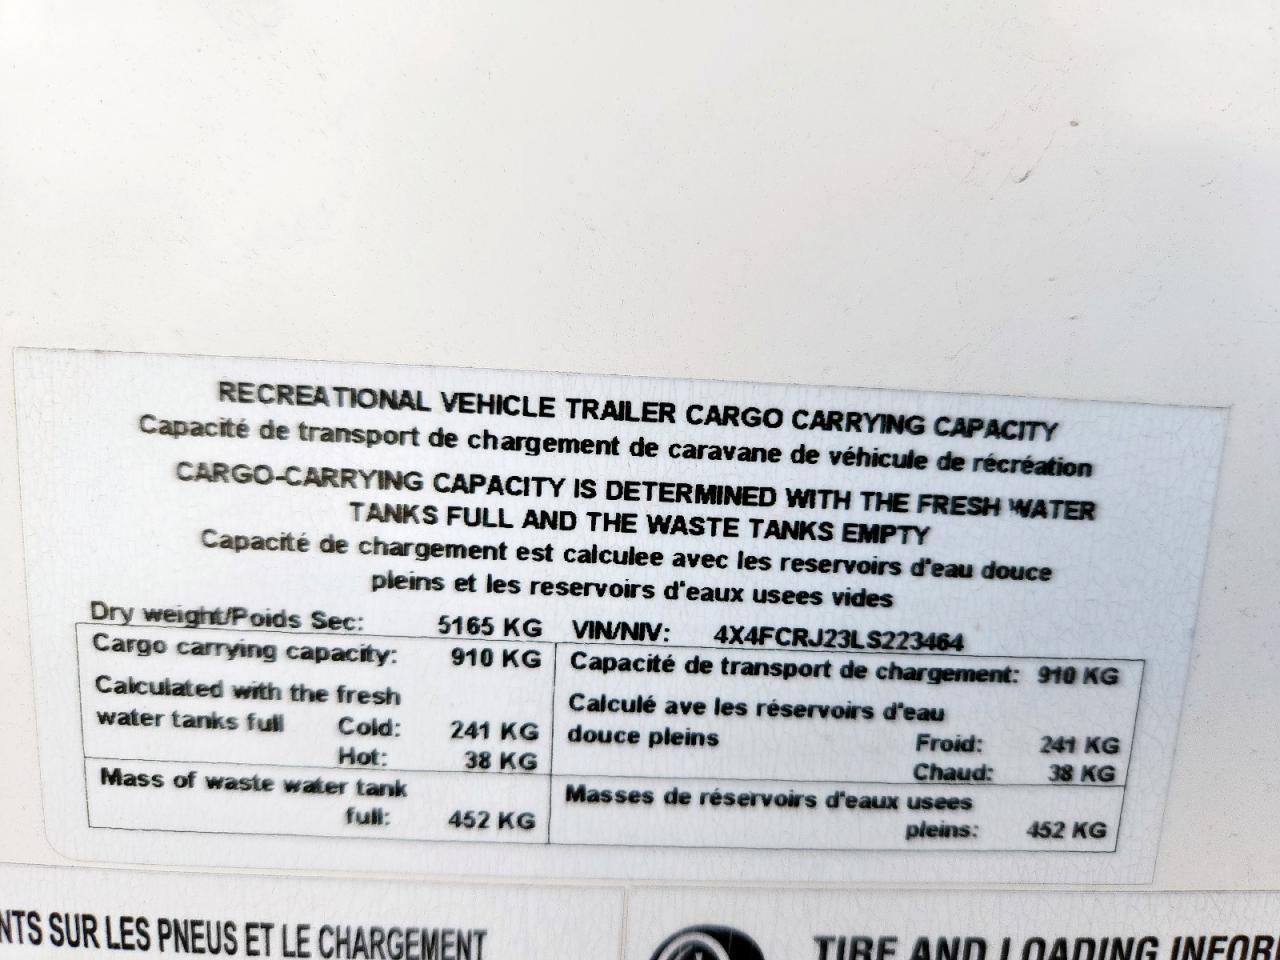 RECREATIONAL VEHICLE TRAILER CARGO CARRYING CAPACITY
Capacité de transport de chargement de caravane de véhicule de récréation
CARGO-CARRYING CAPACITY IS DETERMINED WITH THE FRESH WATER
TANKS FULL AND THE WASTE TANKS EMPTY
Capacité de chargement est calculee avec les reservoirs d'eau douce
pleins et les reservoirs d'eaux usees vides
Dry weight/Poids Sec: 5165 KG VIN/NIV: 4X4FCRJ23LS223464
Cargo carrying capacity: 910 KG Capacité de transport de chargement: 910 KG
Calculated with the fresh Calculé ave les réservoirs d'eau
water tanks full Cold: 241 KG douce pleins Froid: 241 KG
Hot: 38 KG Chaud: 38 KG
Mass of waste water tank Masses de réservoirs d'eaux usees
full: 452 KG pleins: 452 KG
NTS SUR LES PNEUS ET LE CHARGEMENT TIRE AND LOADING INFOR